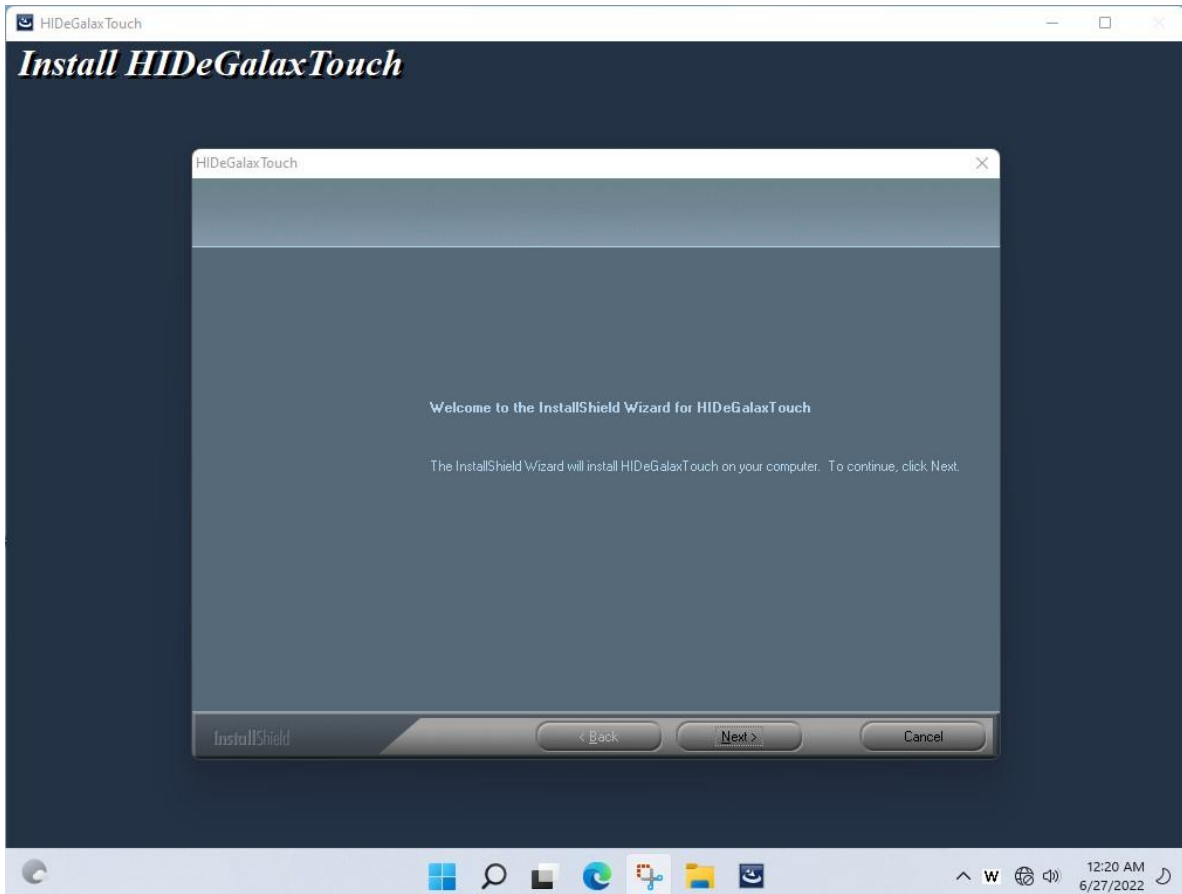 HIDeGalaxTouch
Install HIDeGalaxTouch
HIDeGalaxTouch
Welcome to the InstallShield Wizard for HIDeGalaxTouch
The InstallShield Wizard will install HIDeGalaxTouch on your computer. To continue, click Next.
InstallShield
< Back
Next >
Cancel
W
12:20 AM
6/27/2022